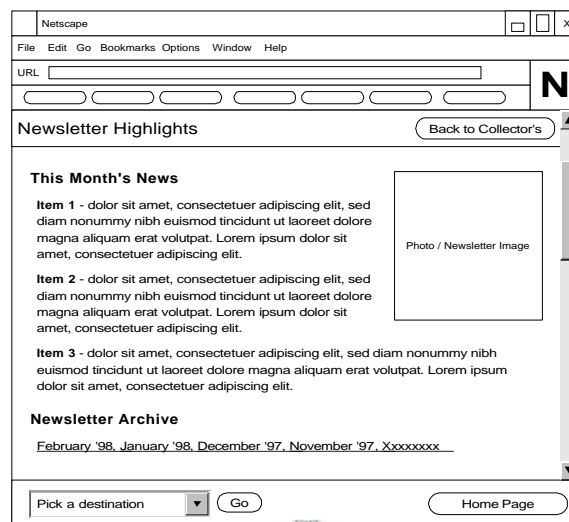 Netscape X
File Edit Go Bookmarks Options Window Help
URL
N
Newsletter Highlights Back to Collector's
This Month's News
Item 1 - dolor sit amet, consectetuer adipiscing elit, sed
diam nonummy nibh euismod tincidunt ut laoreet dolore
magna aliquam erat volutpat. Lorem ipsum dolor sit
amet, consectetuer adipiscing elit.
Photo / Newsletter Image
Item 2 - dolor sit amet, consectetuer adipiscing elit, sed
diam nonummy nibh euismod tincidunt ut laoreet dolore
magna aliquam erat volutpat. Lorem ipsum dolor sit
amet, consectetuer adipiscing elit.
Item 3 - dolor sit amet, consectetuer adipiscing elit, sed diam nonummy nibh
euismod tincidunt ut laoreet dolore magna aliquam erat volutpat. Lorem ipsum
dolor sit amet, consectetuer adipiscing elit.
Newsletter Archive
February '98, January '98, December '97, November '97, Xxxxxxxx
Pick a destination Go Home Page